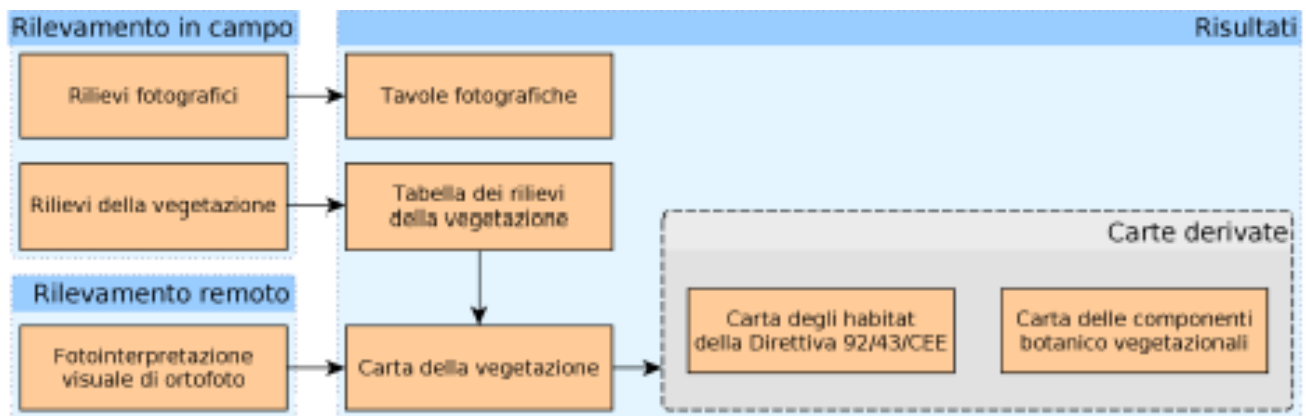 Rilevamento in campo
Risultati
Rilievi fotografici
Tavole fotografiche
Rilievi della vegetazione
Tabella dei rilievi
della vegetazione
Carte derivate
Rilevamento remoto
Carta degli habitat
della Direttiva 92/43/CEE
Carta delle componenti
botanico vegetazionali
Fotointerpretazione
visuale di ortofoto
Carta della vegetazione